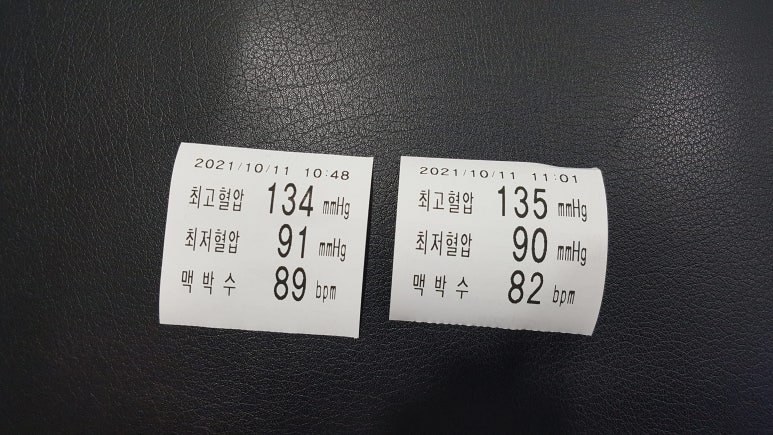 2021/10/11 10:48
최고혈압 134 mmHg
최저혈압 91 mmHg
맥박수 89 bpm
2021/10/11 11:01
최고혈압 135 mmHg
최저혈압 90 mmHg
맥박수 82 bpm